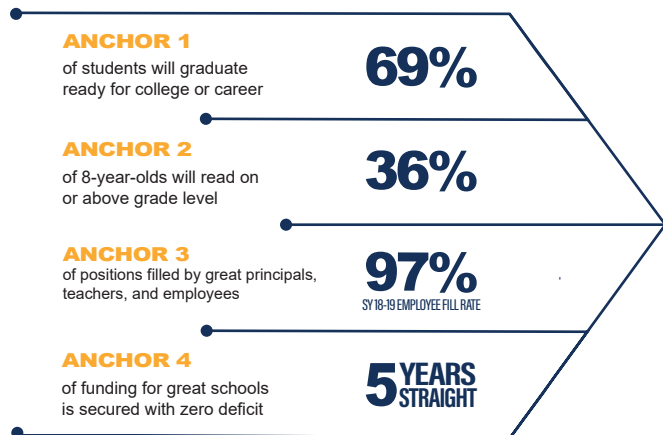 ANCHOR 1
of students will graduate
ready for college or career
69%
ANCHOR 2
of 8-year-olds will read on
or above grade level
36%
ANCHOR 3
of positions filled by great principals,
teachers, and employees
97%
SY 18-19 EMPLOYEE FILL RATE
ANCHOR 4
of funding for great schools
is secured with zero deficit
5 YEARS
STRAIGHT